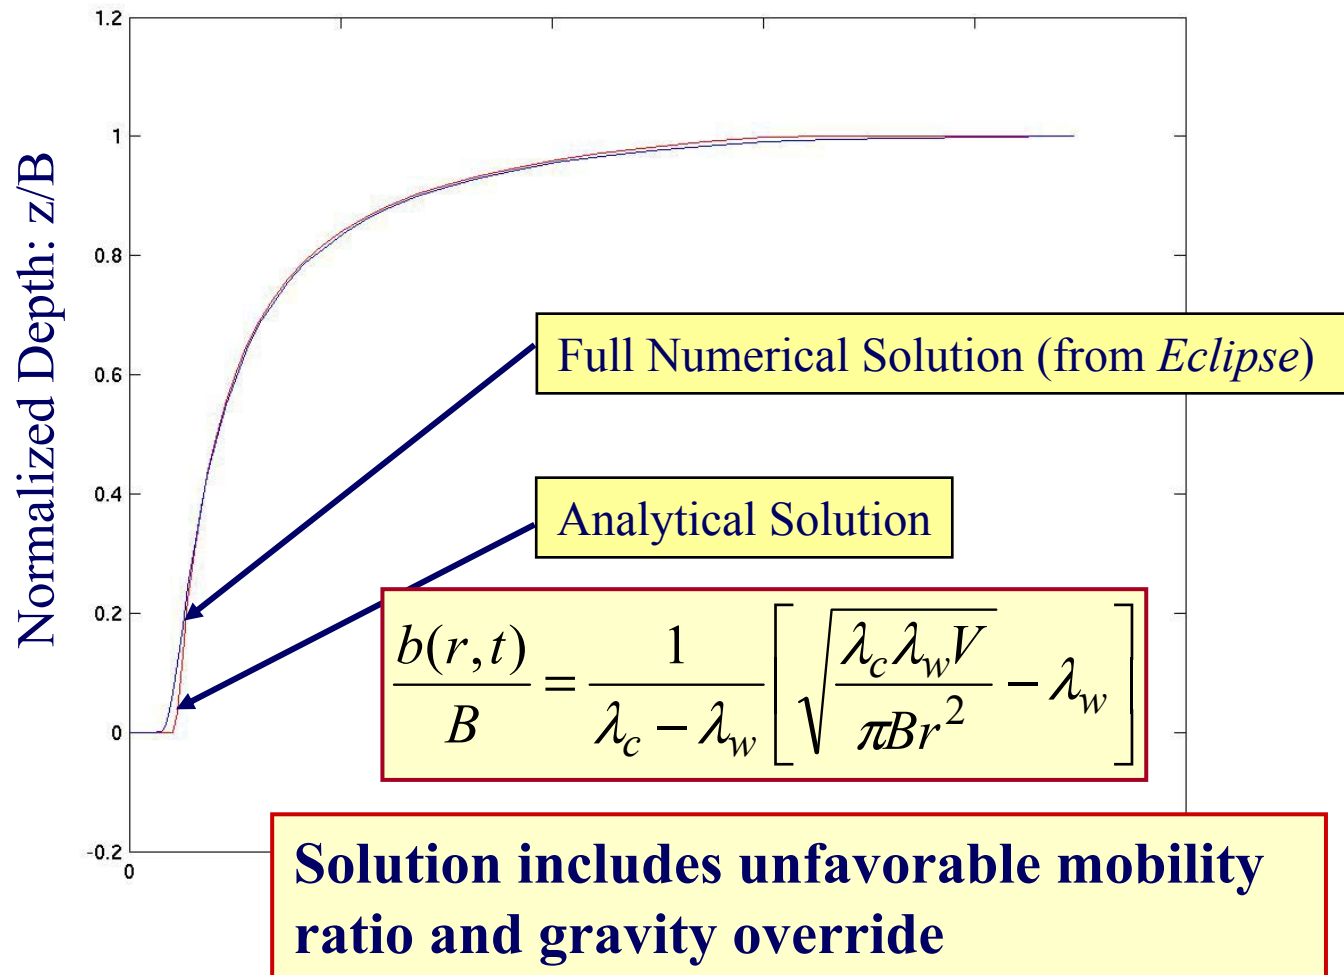 1.2
1
0.8
0.6
0.4
0.2
0
-0.2
0
Normalized Depth: z/B
Full Numerical Solution (from Eclipse)
Analytical Solution
b(r,t)/B = 1/(λc − λw) [√(λcλwV/πBr²) − λw]
Solution includes unfavorable mobility
ratio and gravity override